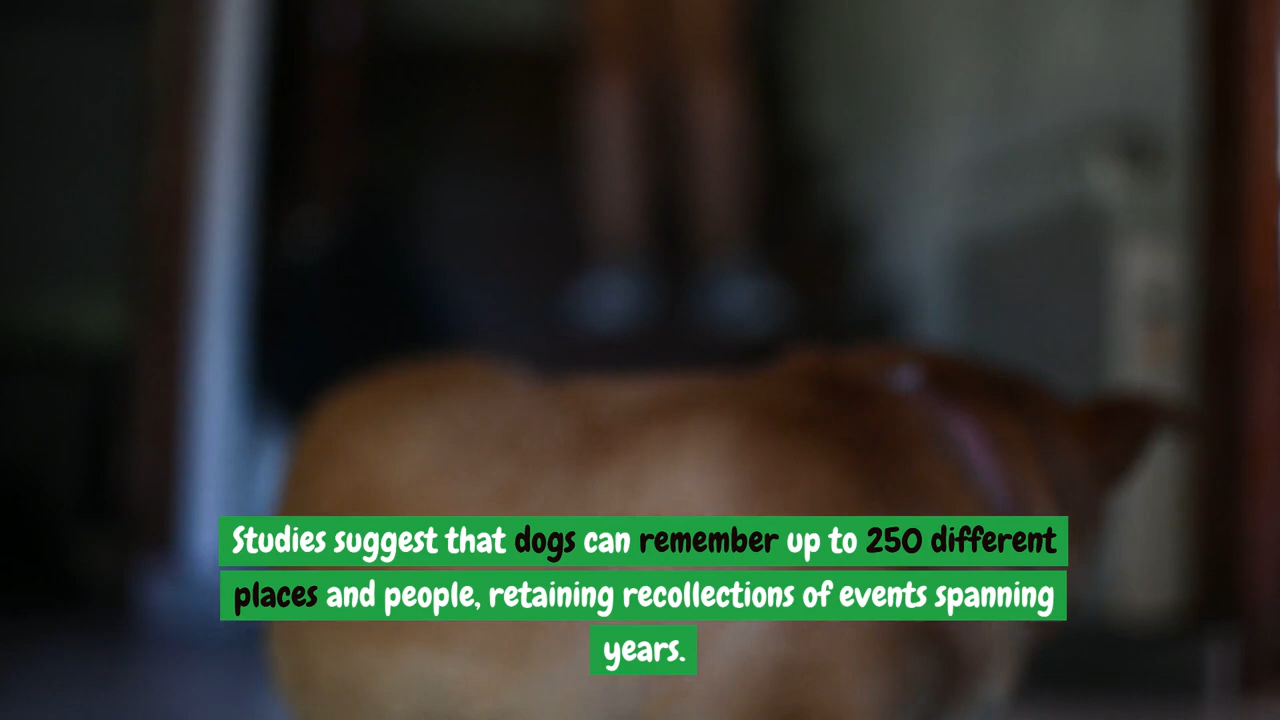 Studies suggest that dogs can remember up to 250 different
places and people, retaining recollections of events spanning
years.